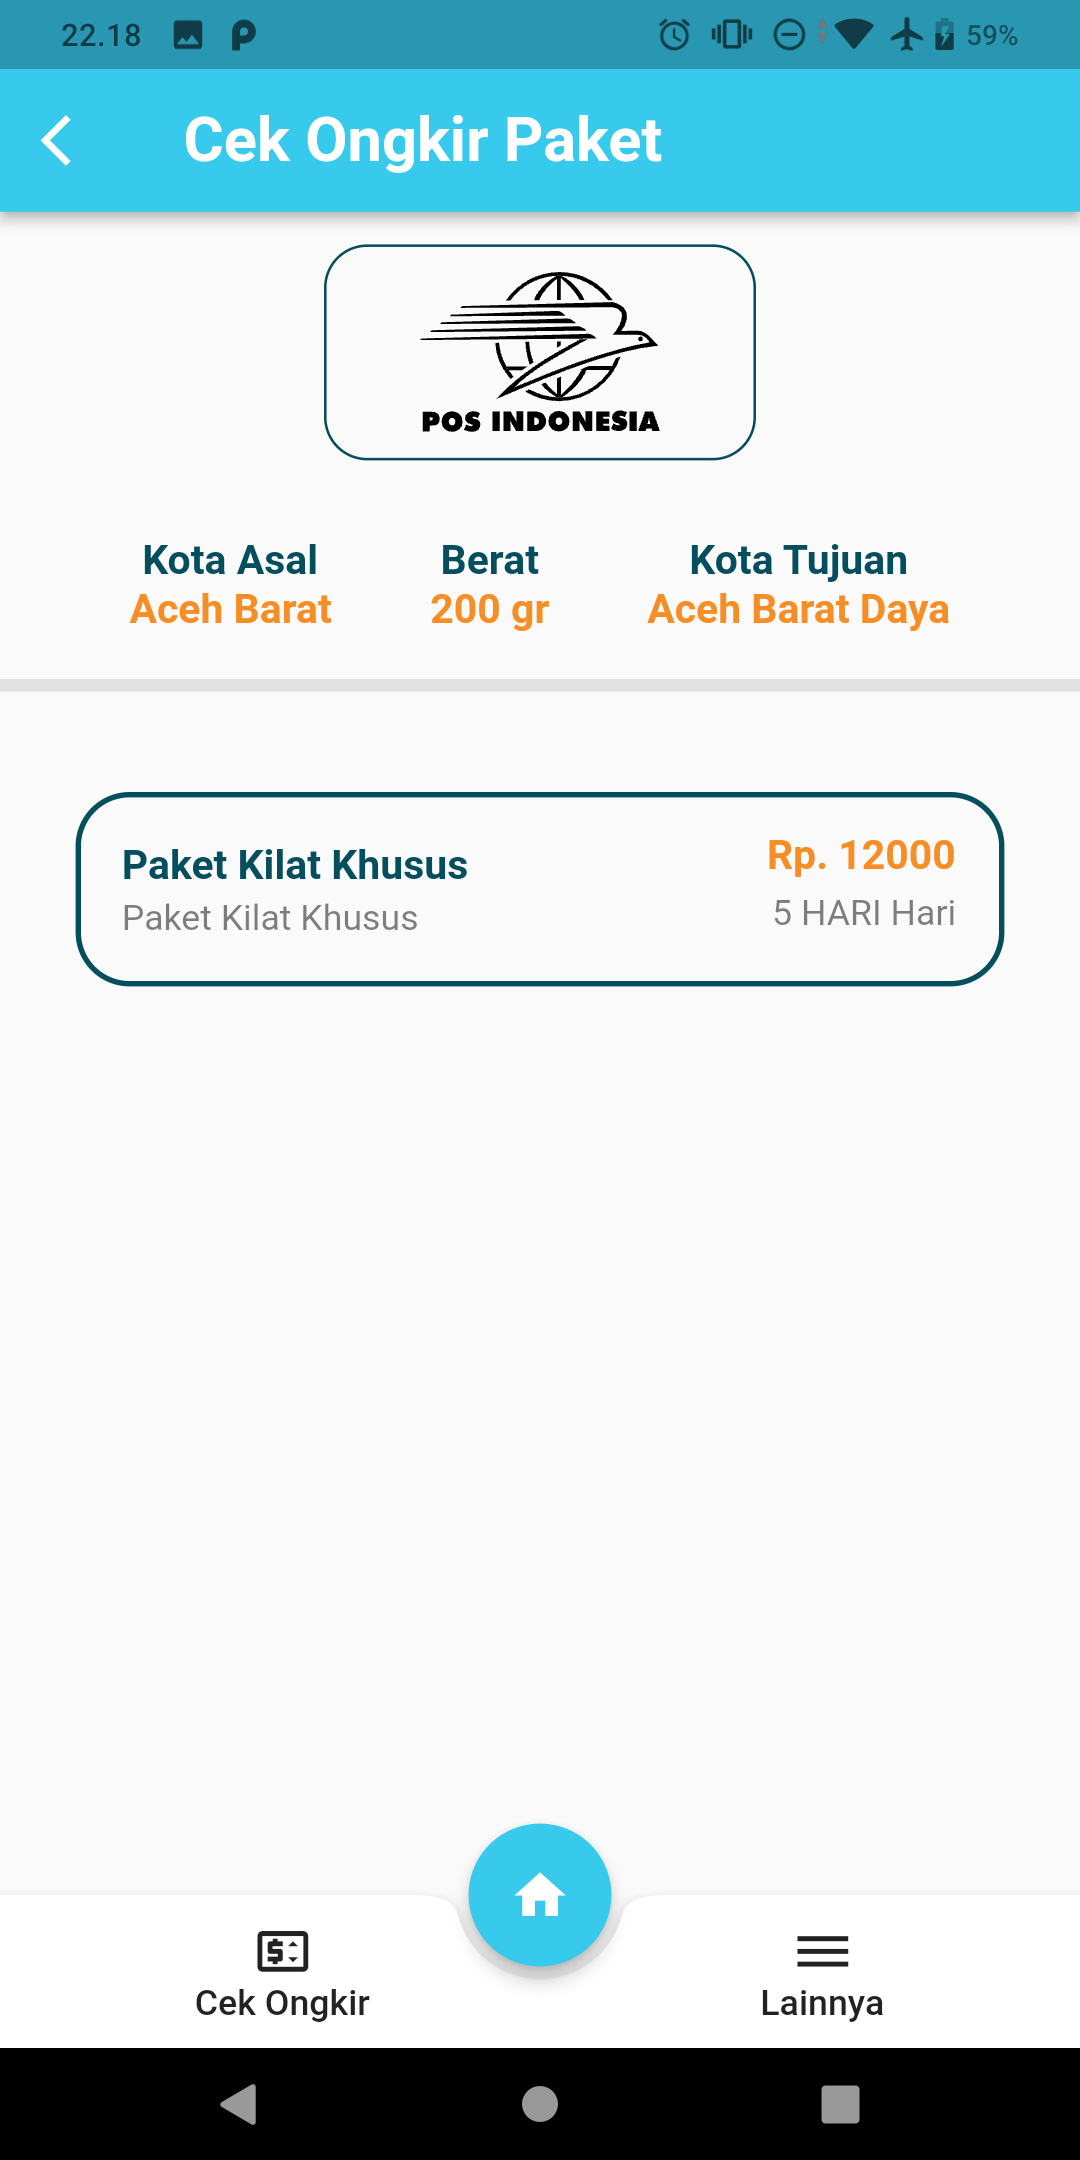 22.18
59%
Cek Ongkir Paket
POS INDONESIA
Kota Asal
Aceh Barat
Berat
200 gr
Kota Tujuan
Aceh Barat Daya
Paket Kilat Khusus
Paket Kilat Khusus
Rp. 12000
5 HARI Hari
Cek Ongkir
Lainnya